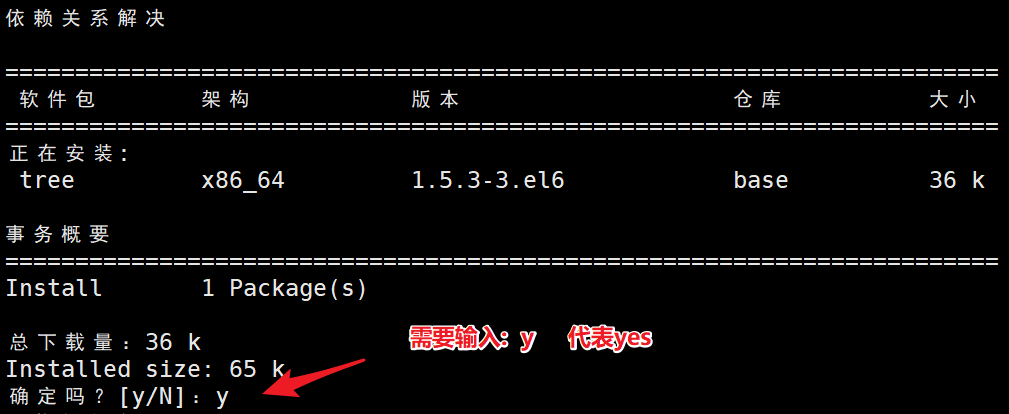 依赖关系解决
================================================================================
软件包 架构 版本 仓库 大小
================================================================================
正在安装:
tree x86_64 1.5.3-3.el6 base 36 k
事务概要
================================================================================
Install 1 Package(s)
总下载量：36 k
需要输入：y 代表yes
Installed size: 65 k
确定吗？[y/N]：y